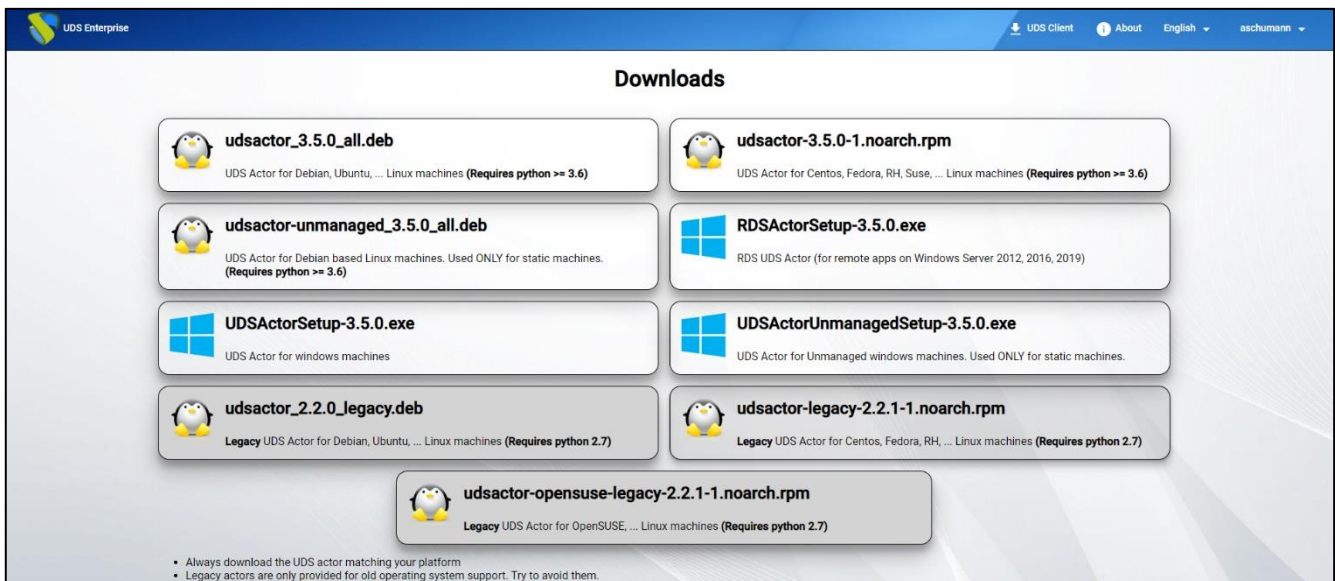 UDS Enterprise
UDS Client
About
English
aschumann
Downloads
udsactor_3.5.0_all.deb
UDS Actor for Debian, Ubuntu, ... Linux machines (Requires python >= 3.6)
udsactor-3.5.0-1.noarch.rpm
UDS Actor for Centos, Fedora, RH, Suse, ... Linux machines (Requires python >= 3.6)
udsactor-unmanaged_3.5.0_all.deb
UDS Actor for Debian based Linux machines. Used ONLY for static machines.
(Requires python >= 3.6)
RDSActorSetup-3.5.0.exe
RDS UDS Actor (for remote apps on Windows Server 2012, 2016, 2019)
UDSActorSetup-3.5.0.exe
UDS Actor for windows machines
UDSActorUnmanagedSetup-3.5.0.exe
UDS Actor for Unmanaged windows machines. Used ONLY for static machines.
udsactor_2.2.0_legacy.deb
Legacy UDS Actor for Debian, Ubuntu, ... Linux machines (Requires python 2.7)
udsactor-legacy-2.2.1-1.noarch.rpm
Legacy UDS Actor for Centos, Fedora, RH, ... Linux machines (Requires python 2.7)
udsactor-opensuse-legacy-2.2.1-1.noarch.rpm
Legacy UDS Actor for OpenSUSE, ... Linux machines (Requires python 2.7)
• Always download the UDS actor matching your platform
• Legacy actors are only provided for old operating system support. Try to avoid them.